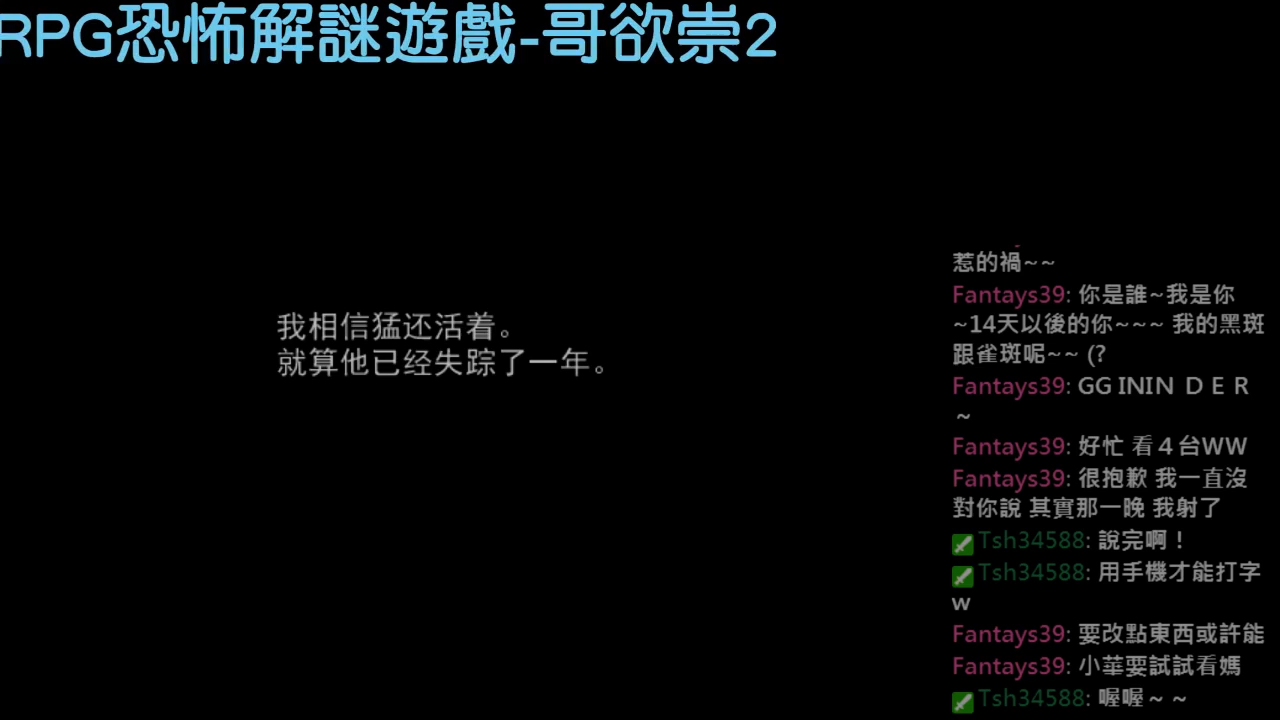 RPG恐怖解謎遊戲-哥欲祟2
我相信猛还活着。
就算他已经失踪了一年。
惹的禍~~
Fantays39: 你是誰~我是你
~14天以後的你~~~ 我的黑斑
跟雀斑呢~~ (?
Fantays39: GG ININ D E R
~
Fantays39: 好忙 看４台WW
Fantays39: 很抱歉 我一直沒
對你說 其實那一晚 我射了
Tsh34588: 說完啊！
Tsh34588: 用手機才能打字
w
Fantays39: 要改點東西或許能
Fantays39: 小華要試試看媽
Tsh34588: 喔喔～～